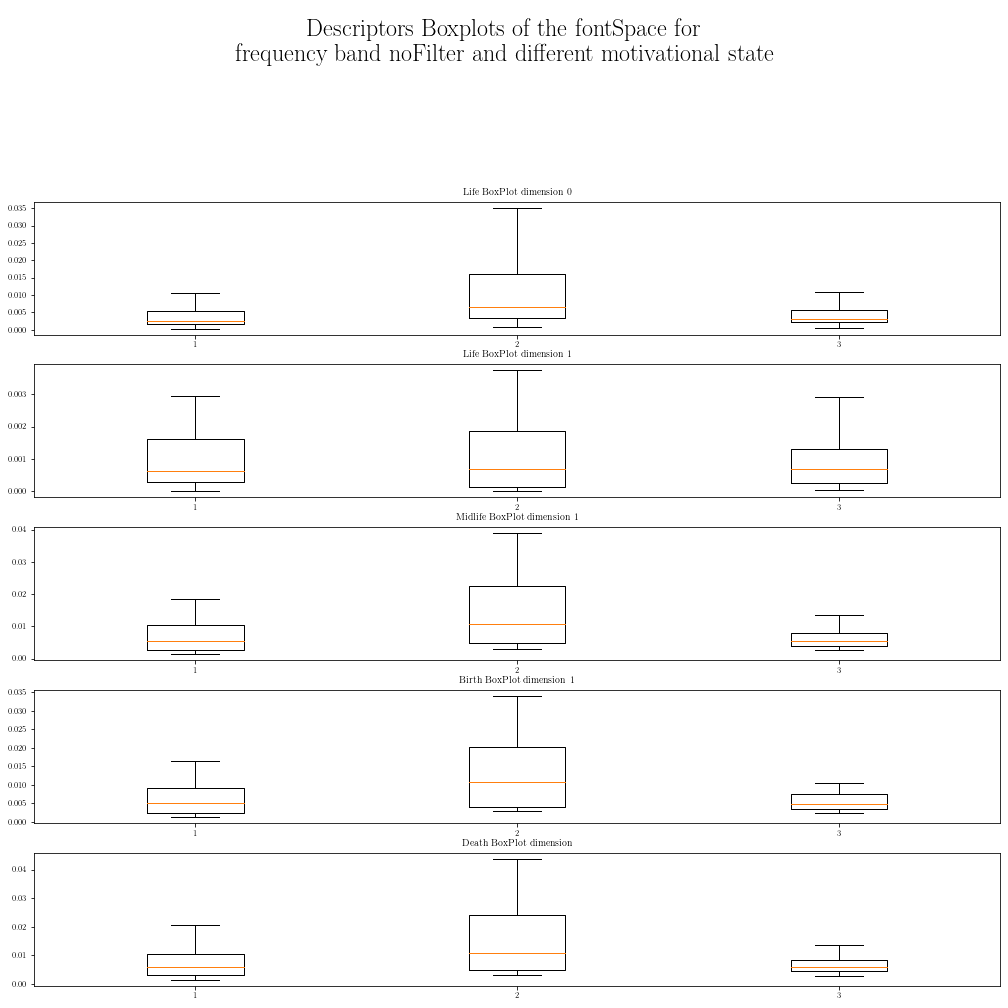 Descriptors Boxplots of the fontSpace for
frequency band noFilter and different motivational state
Life BoxPlot dimension 0
0.035
0.030
0.025
0.020
0.015
0.010
0.005
0.000
1 2 3
Life BoxPlot dimension 1
0.003
0.002
0.001
0.000
1 2 3
Midlife BoxPlot dimension 1
0.04
0.03
0.02
0.01
0.00
1 2 3
Birth BoxPlot dimension 1
0.035
0.030
0.025
0.020
0.015
0.010
0.005
0.000
1 2 3
Death BoxPlot dimension
0.04
0.03
0.02
0.01
0.00
1 2 3